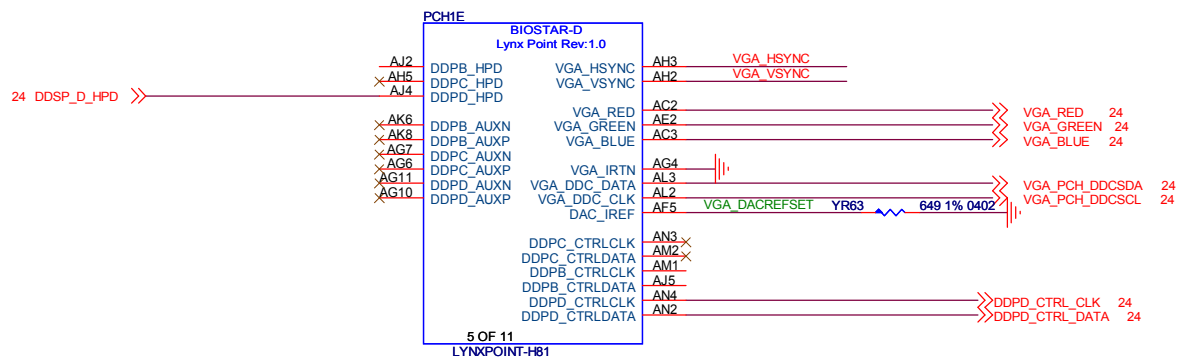 PCH1E
BIOSTAR-D
Lynx Point Rev:1.0
AJ2 DDPB_HPD VGA_HSYNC AH3 VGA_HSYNC
AH5 DDPC_HPD VGA_VSYNC AH2 VGA_VSYNC
24 DDSP_D_HPD AJ4 DDPD_HPD
VGA_RED AC2 VGA_RED 24
AK6 DDPB_AUXN VGA_GREEN AE2 VGA_GREEN 24
AK8 DDPB_AUXP VGA_BLUE AC3 VGA_BLUE 24
AG7 DDPC_AUXN
AG6 DDPC_AUXP VGA_IRTN AG4
AG11 DDPD_AUXN VGA_DDC_DATA AL3 VGA_PCH_DDCSDA 24
AG10 DDPD_AUXP VGA_DDC_CLK AL2 VGA_PCH_DDCSCL 24
DAC_IREF AF5 VGA_DACREFSET YR63 649 1% 0402
DDPC_CTRLCLK AN3
DDPC_CTRLDATA AM2
DDPB_CTRLCLK AM1
DDPB_CTRLDATA AJ5
DDPD_CTRLCLK AN4 DDPD_CTRL_CLK 24
DDPD_CTRLDATA AN2 DDPD_CTRL_DATA 24
5 OF 11
LYNXPOINT-H81